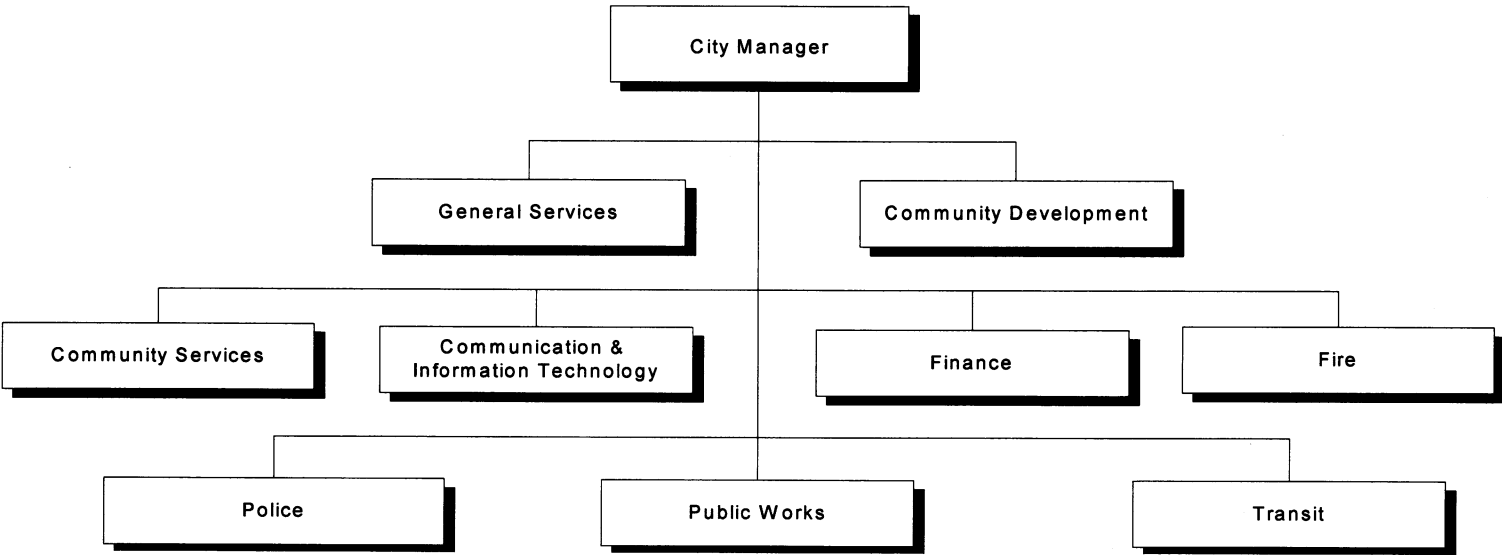 City Manager
General Services
Community Development
Community Services
Communication &
Information Technology
Finance
Fire
Police
Public Works
Transit